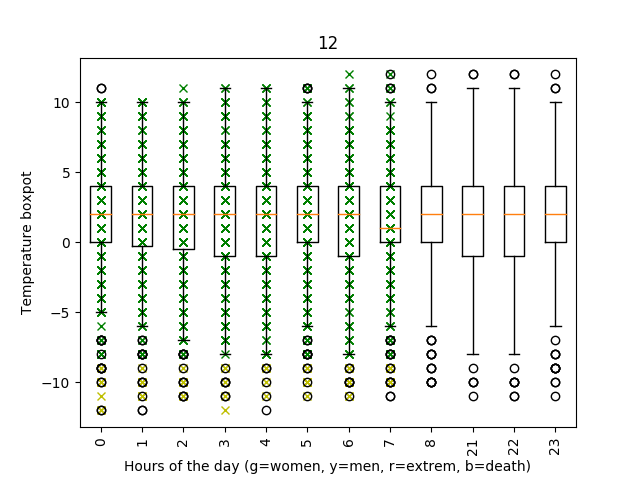 12
Temperature boxpot
10
5
0
−5
−10
0 1 2 3 4 5 6 7 8 21 22 23
Hours of the day (g=women, y=men, r=extrem, b=death)